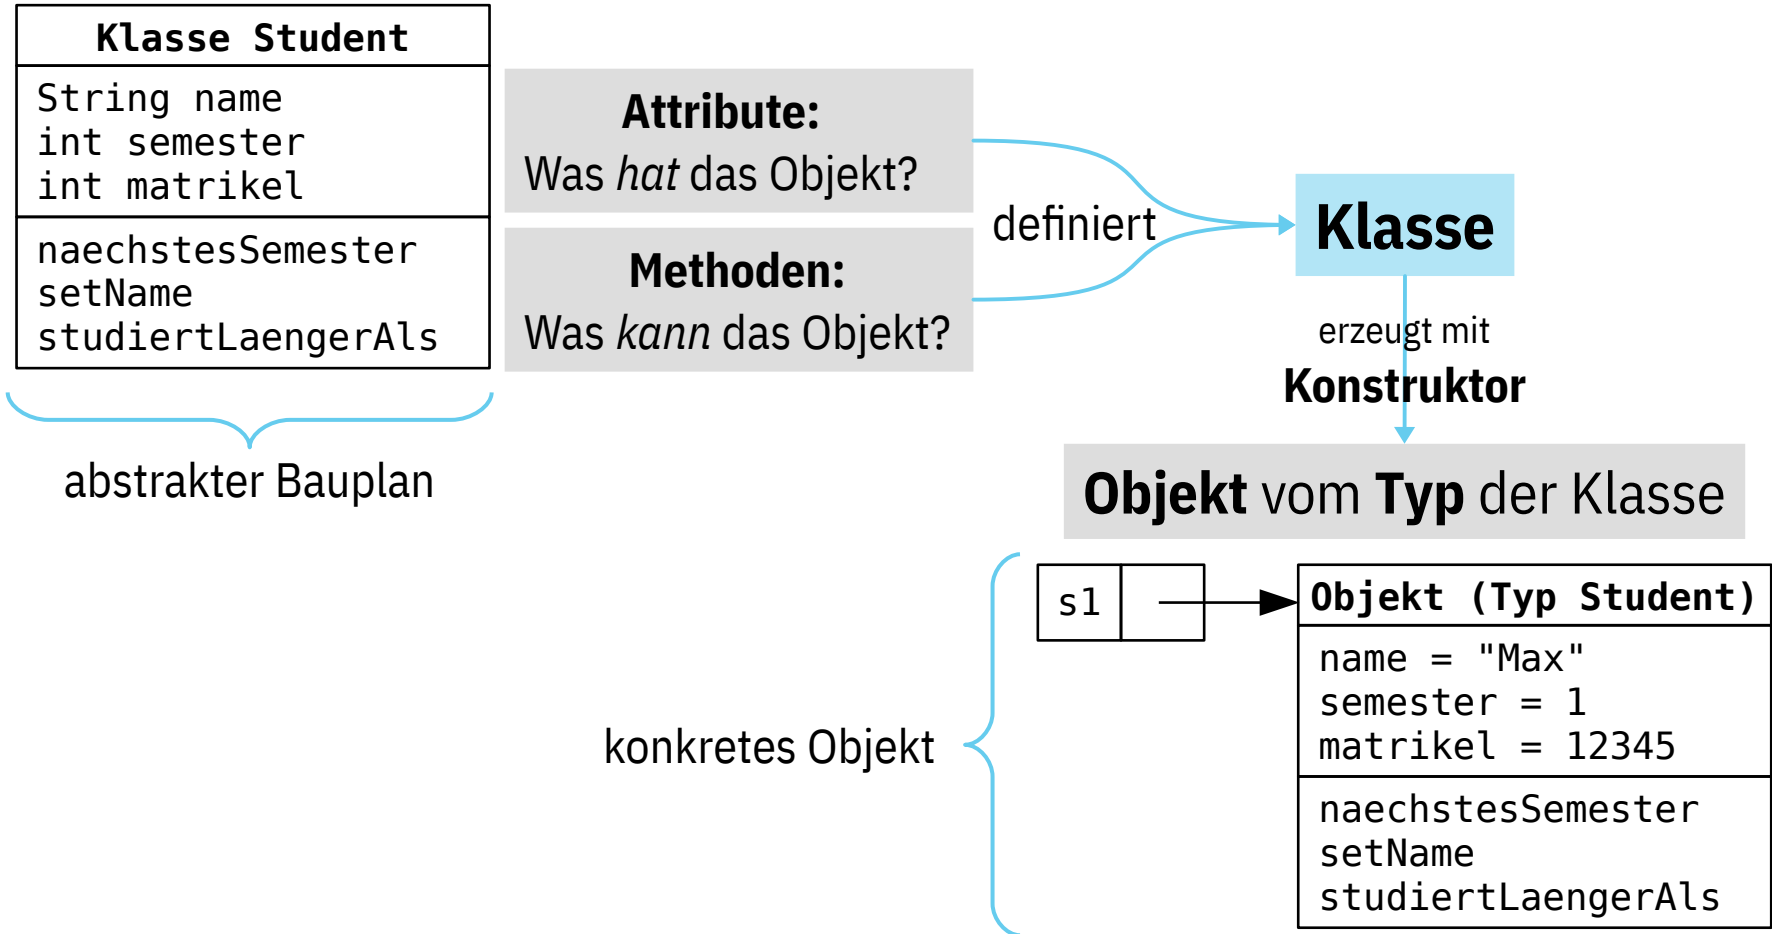 Klasse Student
String name
int semester
int matrikel
naechstesSemester
setName
studiertLaengerAls
abstrakter Bauplan
Attribute:
Was hat das Objekt?
Methoden:
Was kann das Objekt?
definiert
Klasse
erzeugt mit
Konstruktor
Objekt vom Typ der Klasse
konkretes Objekt
s1
Objekt (Typ Student)
name = "Max"
semester = 1
matrikel = 12345
naechstesSemester
setName
studiertLaengerAls